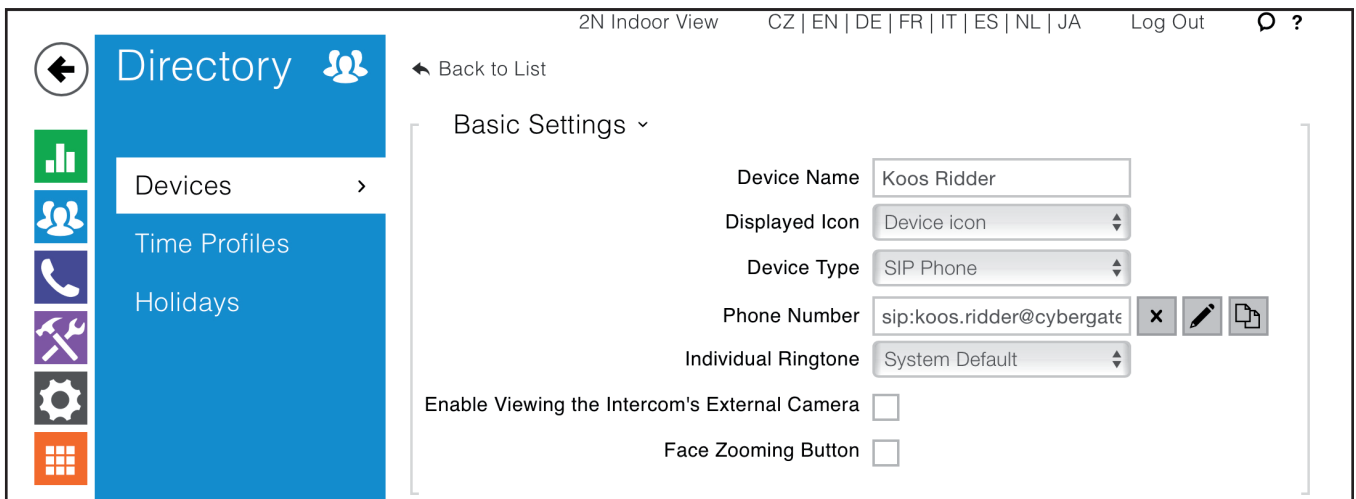 2N Indoor View CZ | EN | DE | FR | IT | ES | NL | JA Log Out ?
Directory
Back to List
Basic Settings
Devices
Time Profiles
Holidays
Device Name Koos Ridder
Displayed Icon Device icon
Device Type SIP Phone
Phone Number sip:koos.ridder@cybergate
Individual Ringtone System Default
Enable Viewing the Intercom's External Camera
Face Zooming Button